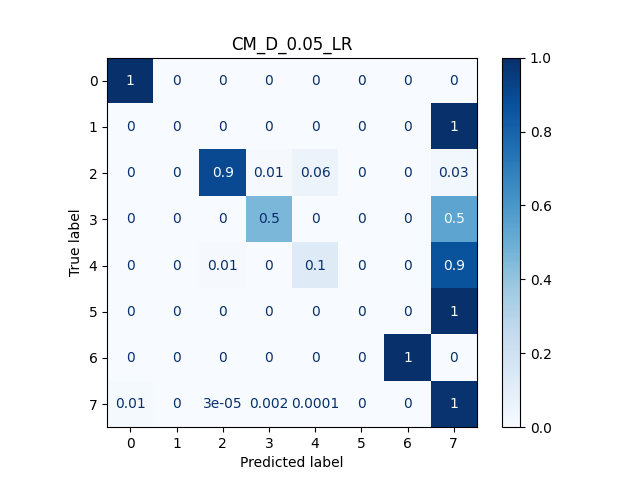 CM_D_0.05_LR
0 1 0 0 0 0 0 0 0
1 0 0 0 0 0 0 0 1
2 0 0 0.9 0.01 0.06 0 0 0.03
3 0 0 0 0.5 0 0 0 0.5
4 0 0 0.01 0 0.1 0 0 0.9
5 0 0 0 0 0 0 0 1
6 0 0 0 0 0 0 1 0
7 0.01 0 3e-05 0.002 0.0001 0 0 1
0 1 2 3 4 5 6 7
True label
Predicted label
1.0
0.8
0.6
0.4
0.2
0.0